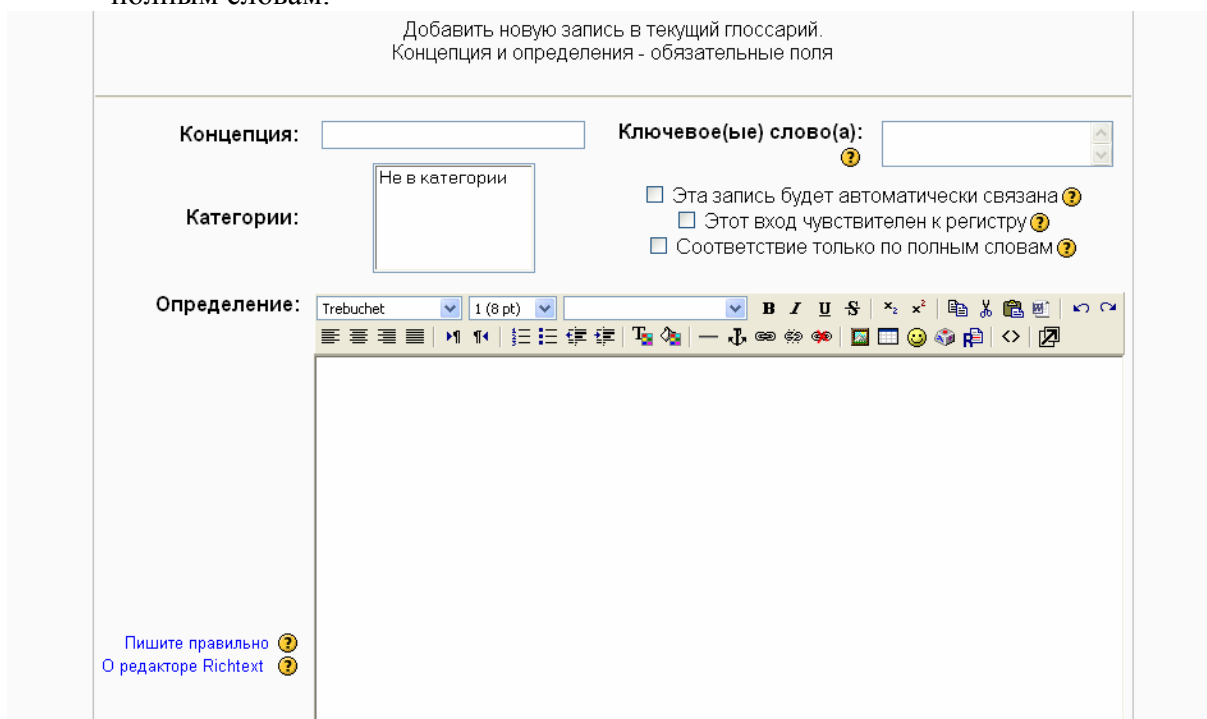 полным словам.
Добавить новую запись в текущий глоссарий.
Концепция и определения - обязательные поля
Концепция:
Ключевое(ые) слово(а):
Категории:
Не в категории
Эта запись будет автоматически связана
Этот вход чувствителен к регистру
Соответствие только по полным словам
Определение:
Trebuchet 1 (8 pt)
Пишите правильно
О редакторе Richtext